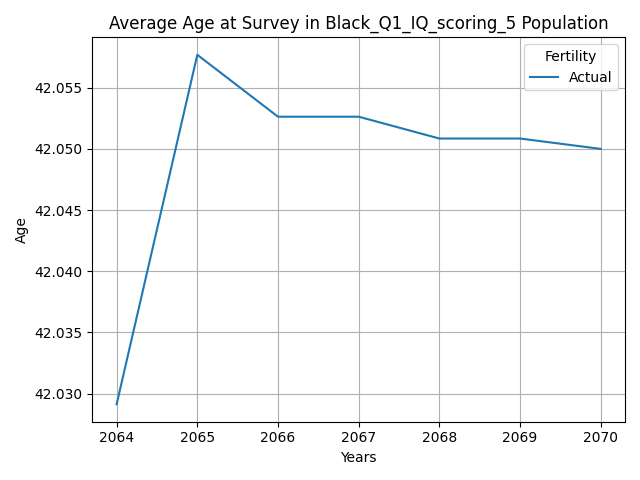 Average Age at Survey in Black_Q1_IQ_scoring_5 Population
Fertility
Actual
42.055
42.050
42.045
42.040
42.035
42.030
Age
2064 2065 2066 2067 2068 2069 2070
Years